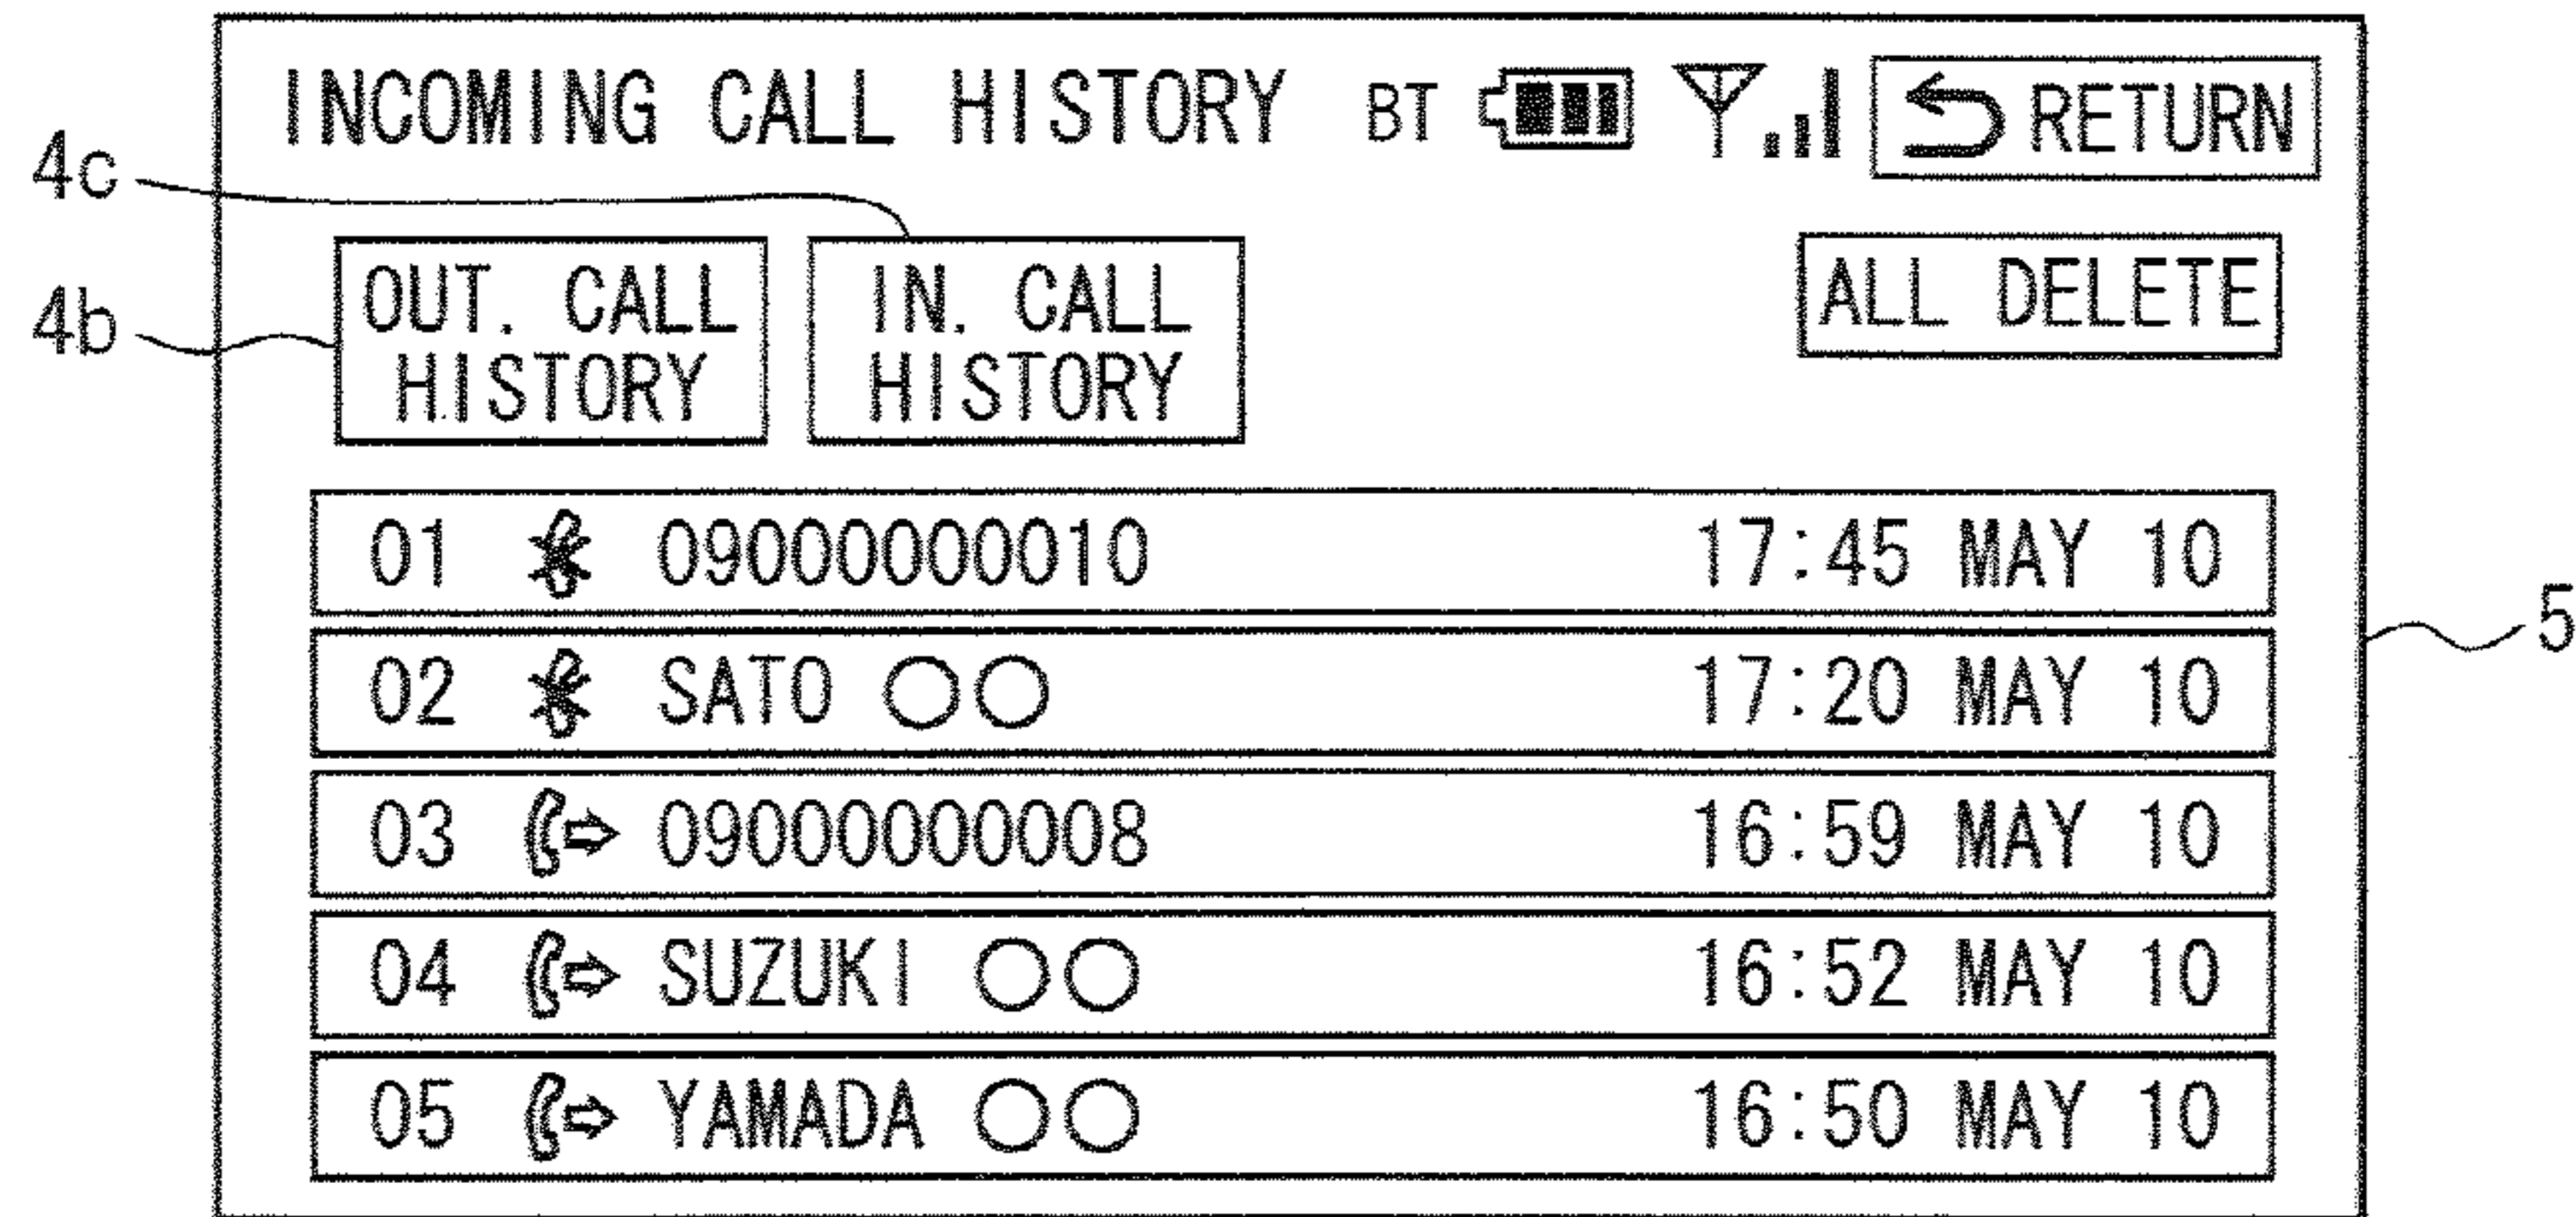 INCOMING CALL HISTORY BT RETURN
4c
OUT. CALL HISTORY
IN. CALL HISTORY
ALL DELETE
4b
01 09000000010 17:45 MAY 10
02 SATO ○○ 17:20 MAY 10
5
03 09000000008 16:59 MAY 10
04 SUZUKI ○○ 16:52 MAY 10
05 YAMADA ○○ 16:50 MAY 10